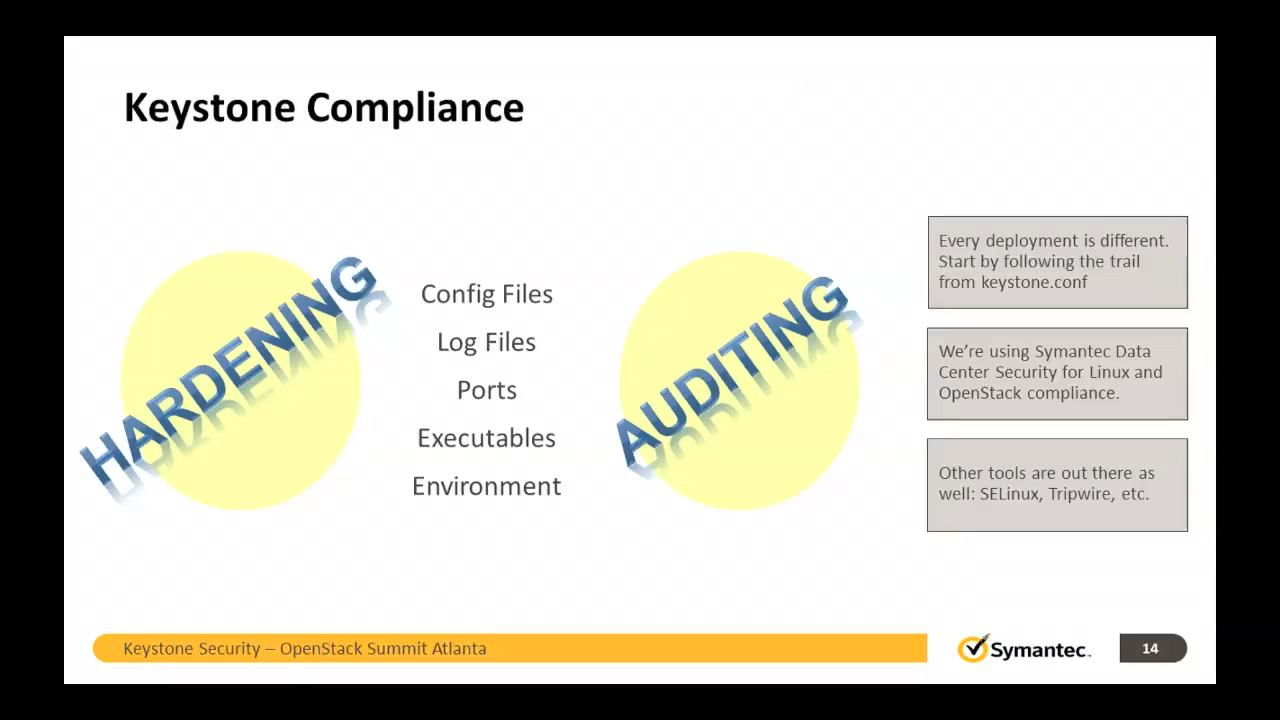 Keystone Compliance
HARDENING
Config Files
Log Files
Ports
Executables
Environment
AUDITING
Every deployment is different.
Start by following the trail
from keystone.conf
We're using Symantec Data
Center Security for Linux and
OpenStack compliance.
Other tools are out there as
well: SELinux, Tripwire, etc.
Keystone Security – OpenStack Summit Atlanta
Symantec™
14